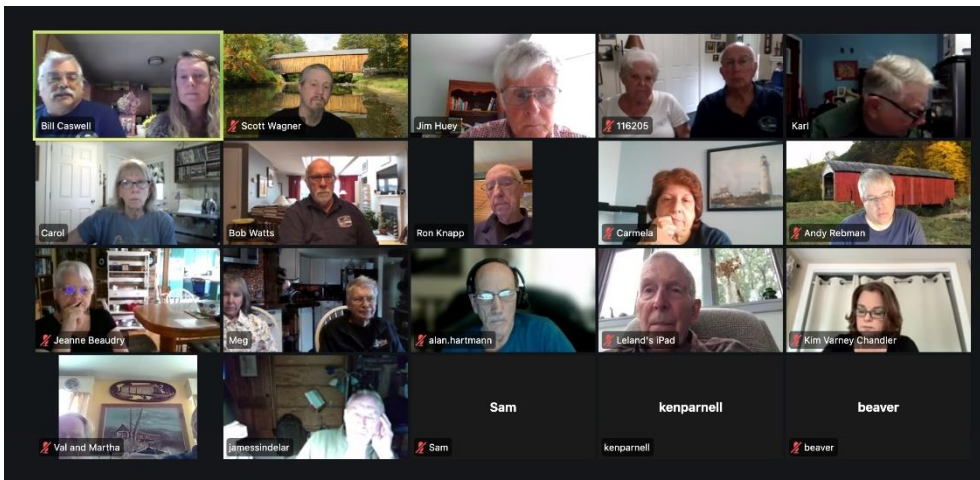 Bill Caswell
Scott Wagner
Jim Huey
116205
Karl
Carol
Bob Watts
Ron Knapp
Carmela
Andy Rebman
Jeanne Beaudry
Meg
alan.hartmann
Leland's iPad
Kim Varney Chandler
Val and Martha
jamessindelar
Sam
Sam
kenparnell
kenparnell
beaver
beaver